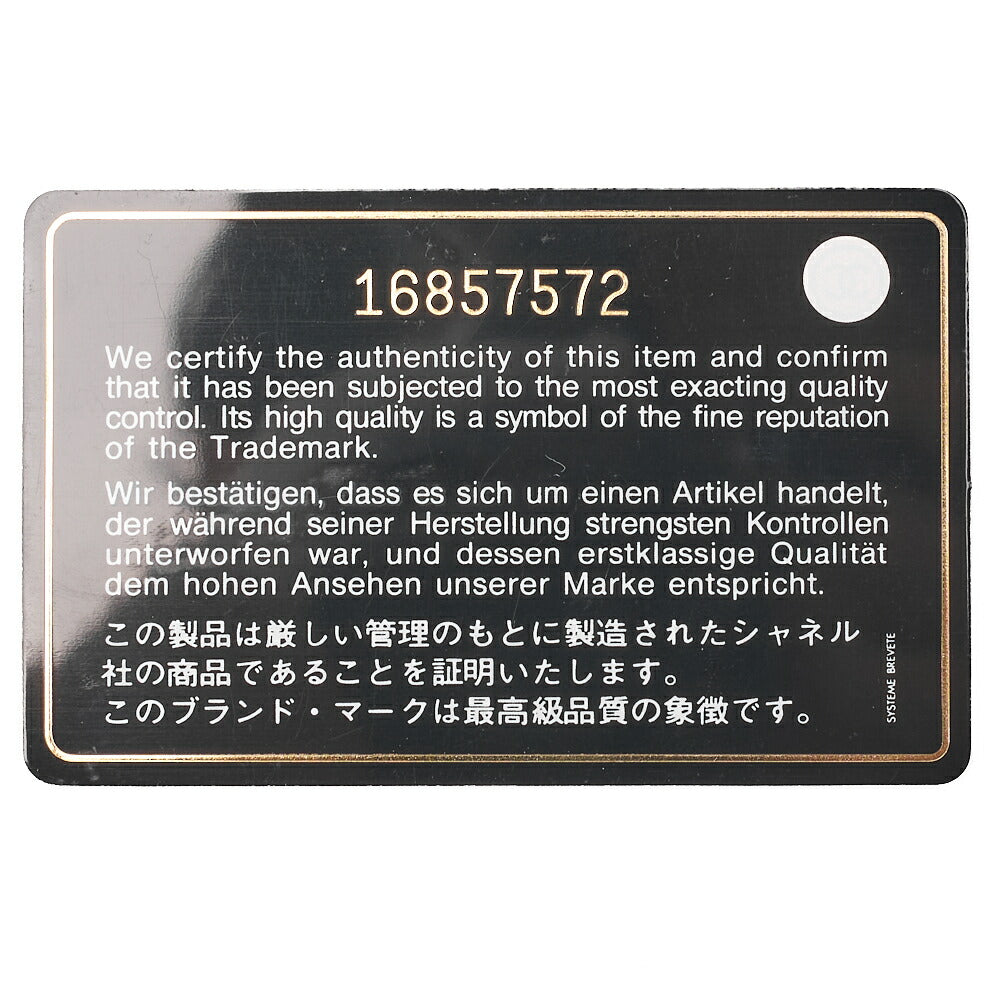 16857572
We certify the authenticity of this item and confirm
that it has been subjected to the most exacting quality
control. Its high quality is a symbol of the fine reputation
of the Trademark.
Wir bestätigen, dass es sich um einen Artikel handelt,
der während seiner Herstellung strengsten Kontrollen
unterworfen war, und dessen erstklassige Qualität
dem hohen Ansehen unserer Marke entspricht.
この製品は厳しい管理のもとに製造されたシャネル
社の商品であることを証明いたします。
このブランド・マークは最高級品質の象徴です。
SYSTEME BREVETE